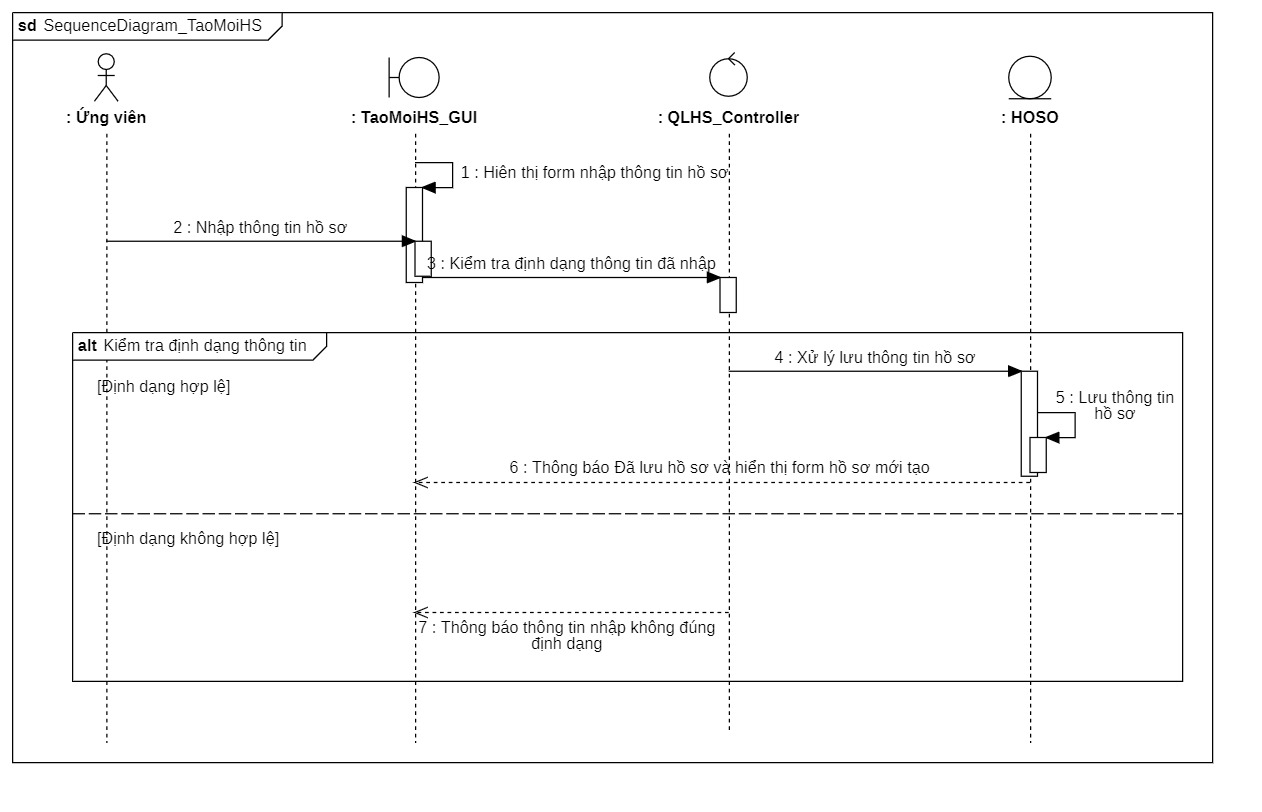 sd SequenceDiagram_TaoMoiHS
: Ứng viên
: TaoMoiHS_GUI
: QLHS_Controller
: HOSO
1 : Hiên thị form nhập thông tin hồ sơ
2 : Nhập thông tin hồ sơ
3 : Kiểm tra định dạng thông tin đã nhập
alt Kiểm tra định dạng thông tin
4 : Xử lý lưu thông tin hồ sơ
[Định dạng hợp lệ]
5 : Lưu thông tin
hồ sơ
6 : Thông báo Đã lưu hồ sơ và hiển thị form hồ sơ mới tạo
[Định dạng không hợp lệ]
7 : Thông báo thông tin nhập không đúng
định dạng